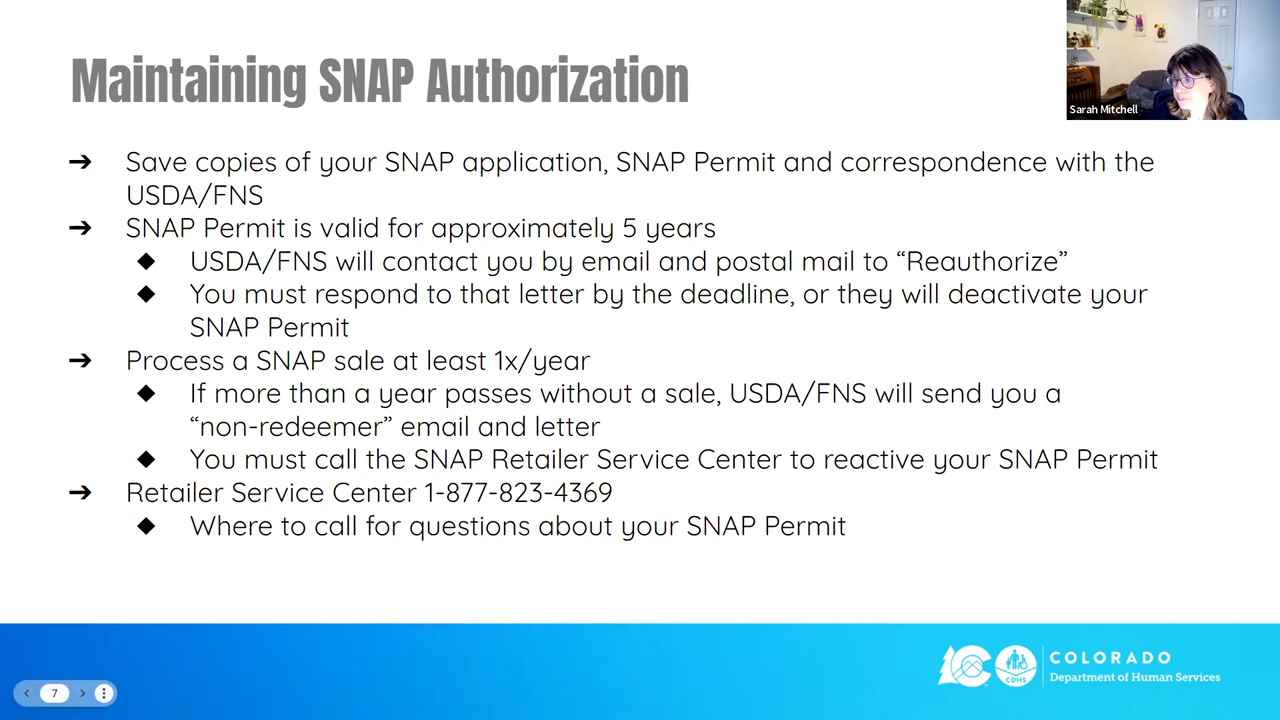 Maintaining SNAP Authorization
Sarah Mitchell
➔ Save copies of your SNAP application, SNAP Permit and correspondence with the
USDA/FNS
➔ SNAP Permit is valid for approximately 5 years
◆ USDA/FNS will contact you by email and postal mail to “Reauthorize”
◆ You must respond to that letter by the deadline, or they will deactivate your
SNAP Permit
➔ Process a SNAP sale at least 1x/year
◆ If more than a year passes without a sale, USDA/FNS will send you a
“non-redeemer” email and letter
◆ You must call the SNAP Retailer Service Center to reactive your SNAP Permit
➔ Retailer Service Center 1-877-823-4369
◆ Where to call for questions about your SNAP Permit
7
CDHS
COLORADO
Department of Human Services